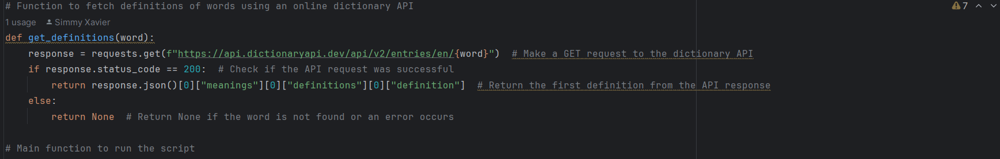 # Function to fetch definitions of words using an online dictionary API
7
1 usage Simmy Xavier
def get_definitions(word):
    response = requests.get(f"https://api.dictionaryapi.dev/api/v2/entries/en/{word}")  # Make a GET request to the dictionary API
    if response.status_code == 200:  # Check if the API request was successful
        return response.json()[0]["meanings"][0]["definitions"][0]["definition"]  # Return the first definition from the API response
    else:
        return None  # Return None if the word is not found or an error occurs
# Main function to run the script